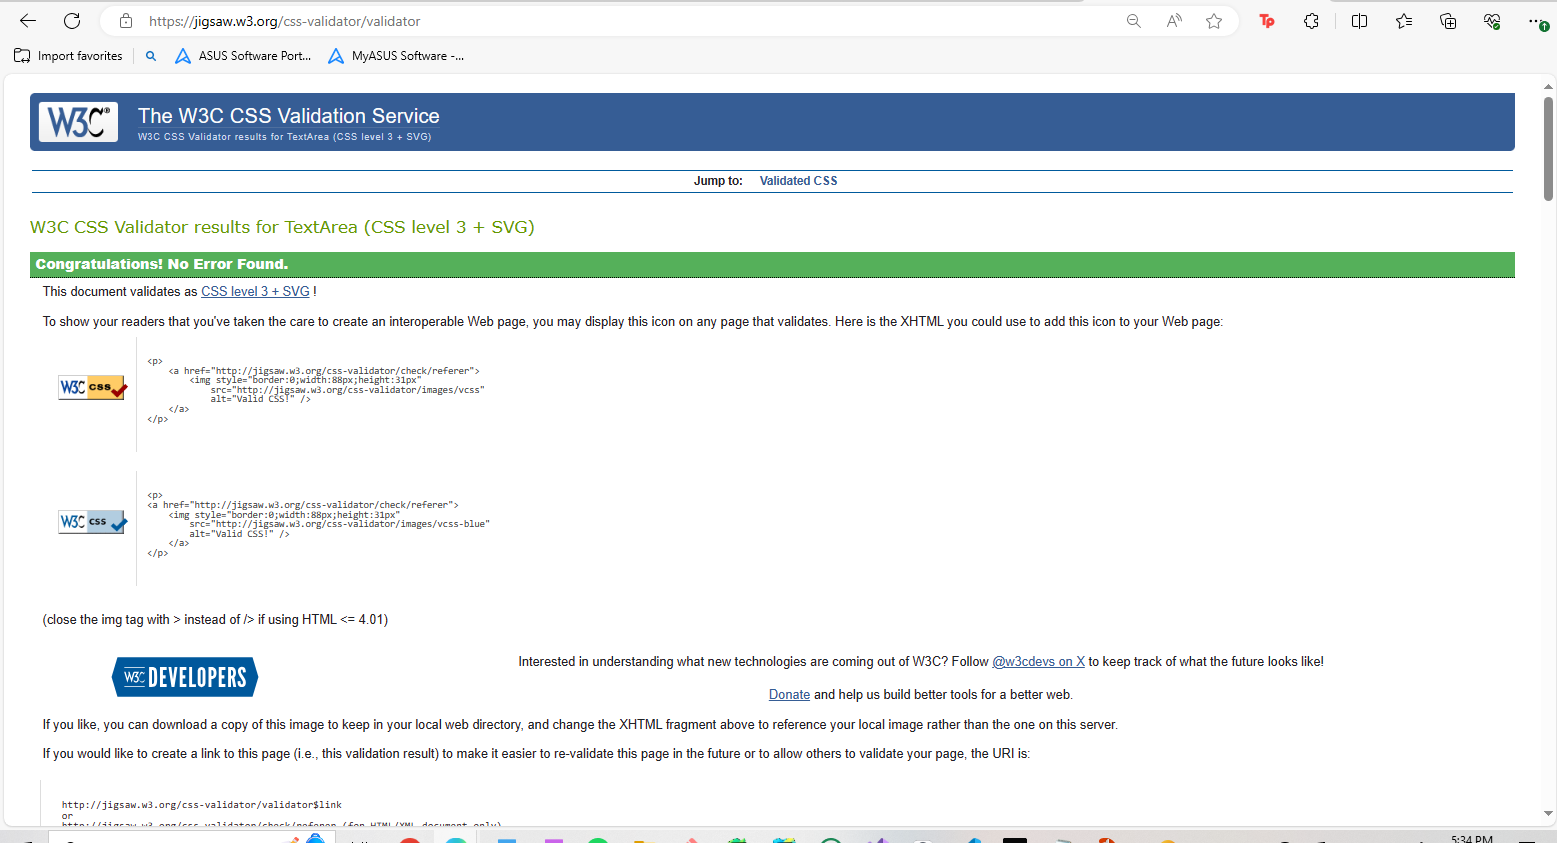 https://jigsaw.w3.org/css-validator/validator
Import favorites
ASUS Software Port...
MyASUS Software -...
W3C®
The W3C CSS Validation Service
W3C CSS Validator results for TextArea (CSS level 3 + SVG)
Jump to: Validated CSS
W3C CSS Validator results for TextArea (CSS level 3 + SVG)
Congratulations! No Error Found.
This document validates as CSS level 3 + SVG !
To show your readers that you've taken the care to create an interoperable Web page, you may display this icon on any page that validates. Here is the XHTML you could use to add this icon to your Web page:
W3C css
<p>
<a href="http://jigsaw.w3.org/css-validator/check/referer">
<img style="border:0;width:88px;height:31px"
src="http://jigsaw.w3.org/css-validator/images/vcss"
alt="Valid CSS!" />
</a>
</p>
W3C css
<p>
<a href="http://jigsaw.w3.org/css-validator/check/referer">
<img style="border:0;width:88px;height:31px"
src="http://jigsaw.w3.org/css-validator/images/vcss-blue"
alt="Valid CSS!" />
</a>
</p>
(close the img tag with > instead of /> if using HTML <= 4.01)
W3C DEVELOPERS
Interested in understanding what new technologies are coming out of W3C? Follow @w3cdevs on X to keep track of what the future looks like!
Donate and help us build better tools for a better web.
If you like, you can download a copy of this image to keep in your local web directory, and change the XHTML fragment above to reference your local image rather than the one on this server.
If you would like to create a link to this page (i.e., this validation result) to make it easier to re-validate this page in the future or to allow others to validate your page, the URI is:
http://jigsaw.w3.org/css-validator/validator$link
or
http://jigsaw.w3.org/css-validator/check/referer (for HTML/XML document only)
5:34 PM